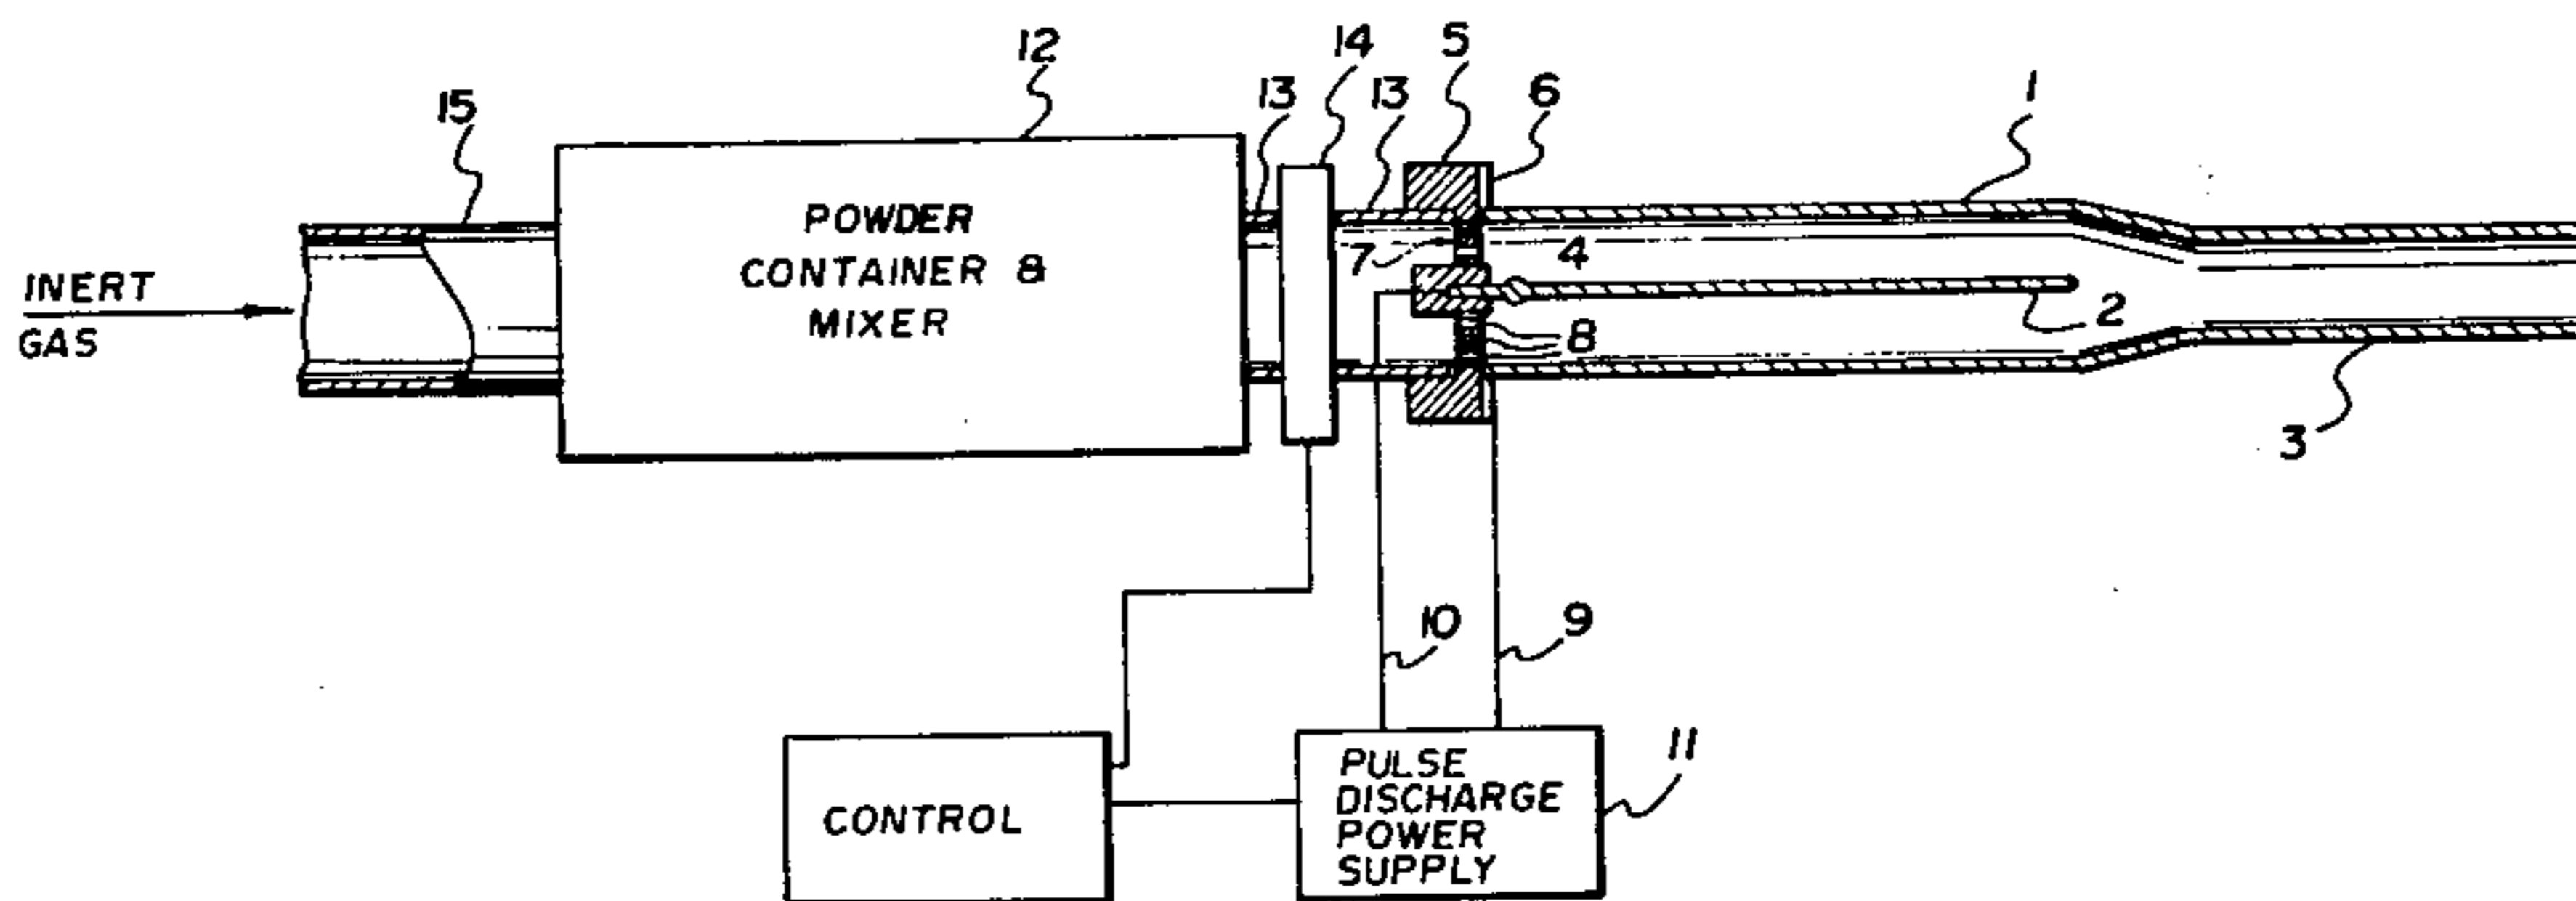 12
14
5
13
13
6
1
15
POWDER
CONTAINER &
MIXER
7
4
INERT
GAS
8
2
3
10
9
11
CONTROL
PULSE
DISCHARGE
POWER
SUPPLY